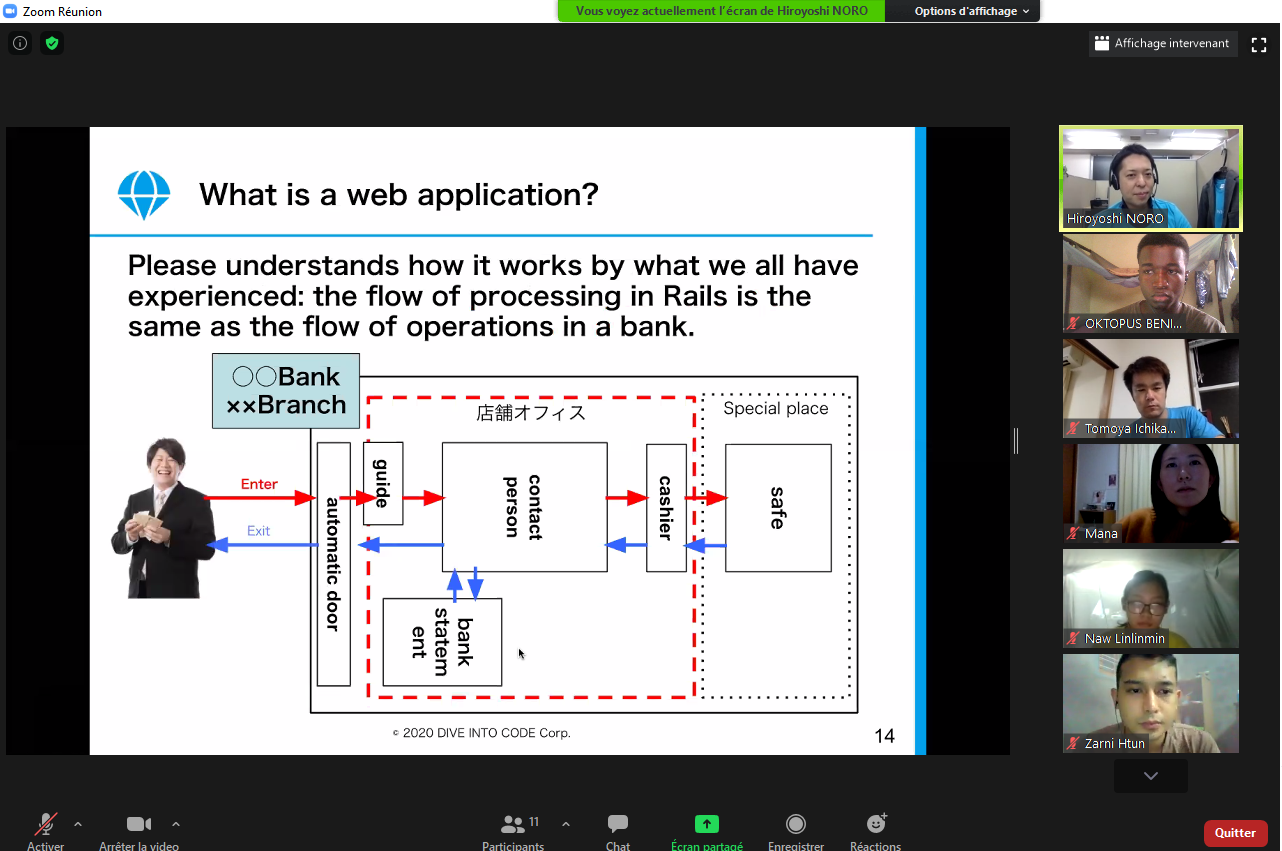 Zoom Réunion
Vous voyez actuellement l'écran de Hiroyoshi NORO
Options d'affichage
Affichage intervenant
What is a web application?
Please understands how it works by what we all have
experienced: the flow of processing in Rails is the
same as the flow of operations in a bank.
○○Bank
××Branch
店舗オフィス
Special place
Enter
Exit
automatic door
guide
contact
person
cashier
safe
bank
statem
ent
© 2020 DIVE INTO CODE Corp.
14
Hiroyoshi NORO
OKTOPUS BENI...
Tomoya Ichika...
Mana
Naw Linlinmin
Zarni Htun
Activer
Arrêter la video
Participants
11
Chat
Écran partagé
Enregistrer
Réactions
Quitter